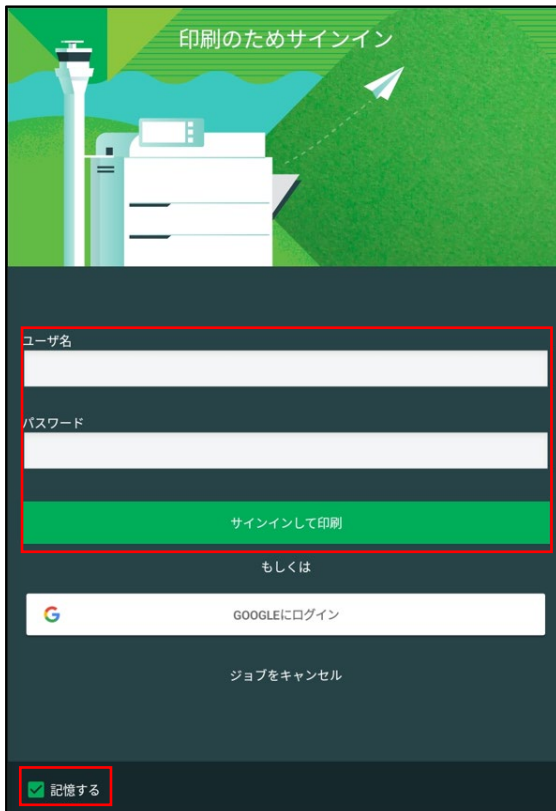 印刷のためサインイン
ユーザ名
パスワード
サインインして印刷
もしくは
GOOGLEにログイン
ジョブをキャンセル
記憶する